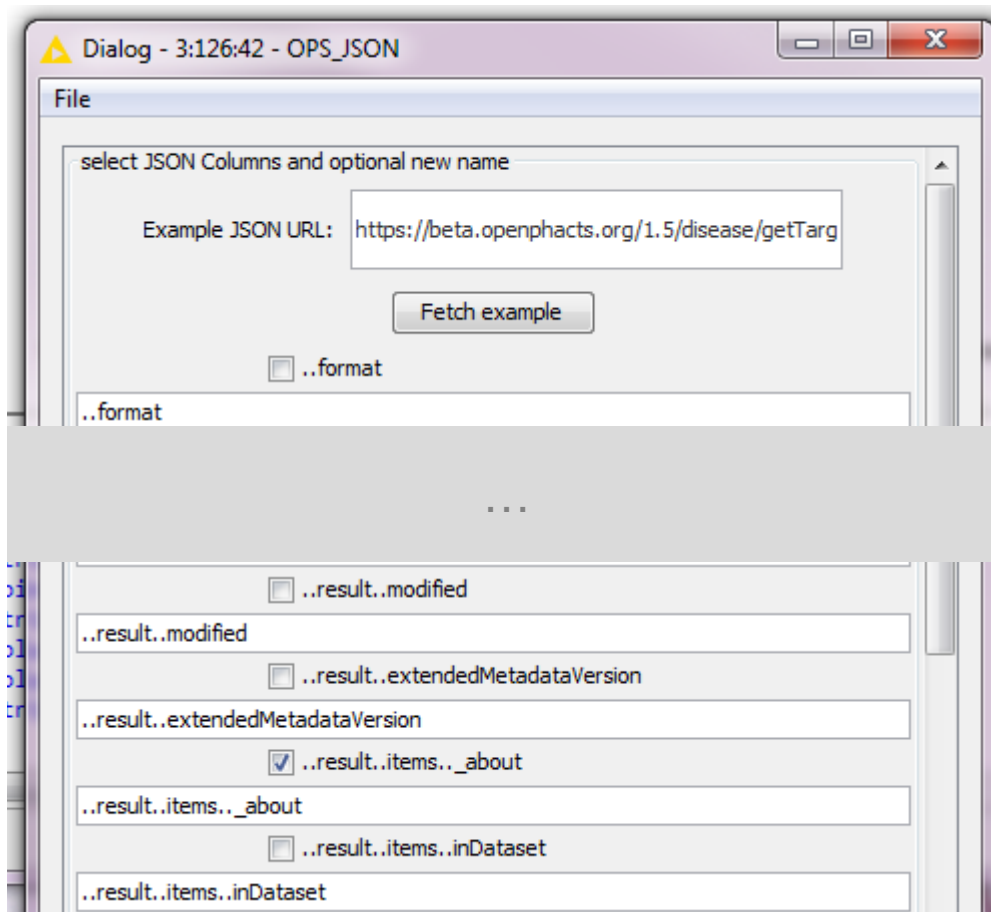 Dialog - 3:126:42 - OPS_JSON
File
select JSON Columns and optional new name
Example JSON URL: https://beta.openphacts.org/1.5/disease/getTarg
Fetch example
..format
..format
...
..result..modified
..result..modified
..result..extendedMetadataVersion
..result..extendedMetadataVersion
..result..items.._about
..result..items.._about
..result..items..inDataset
..result..items..inDataset